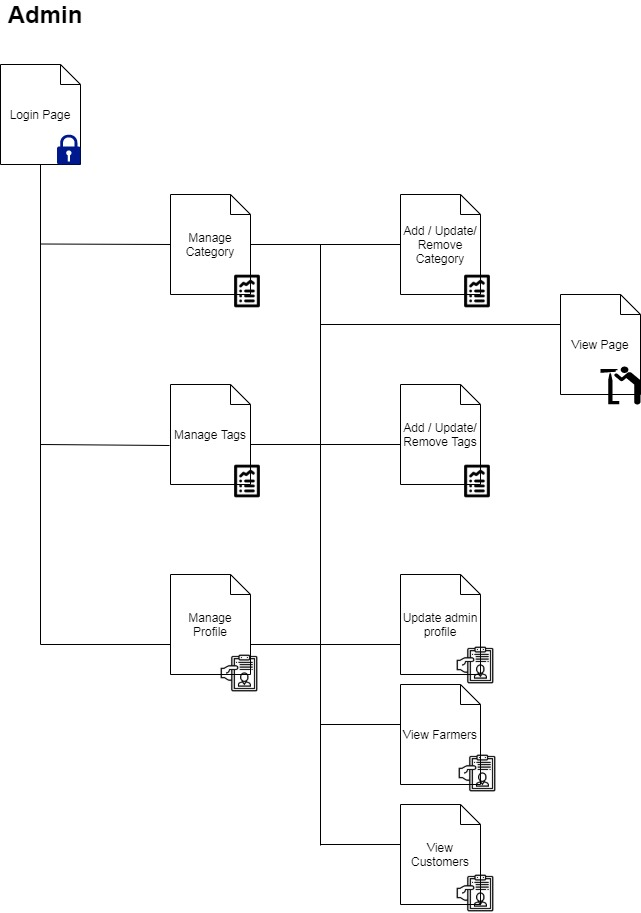 Admin
Login Page
Manage
Category
Add / Update/
Remove
Category
View Page
Manage Tags
Add / Update/
Remove Tags
Manage
Profile
Update admin
profile
View Farmers
View
Customers